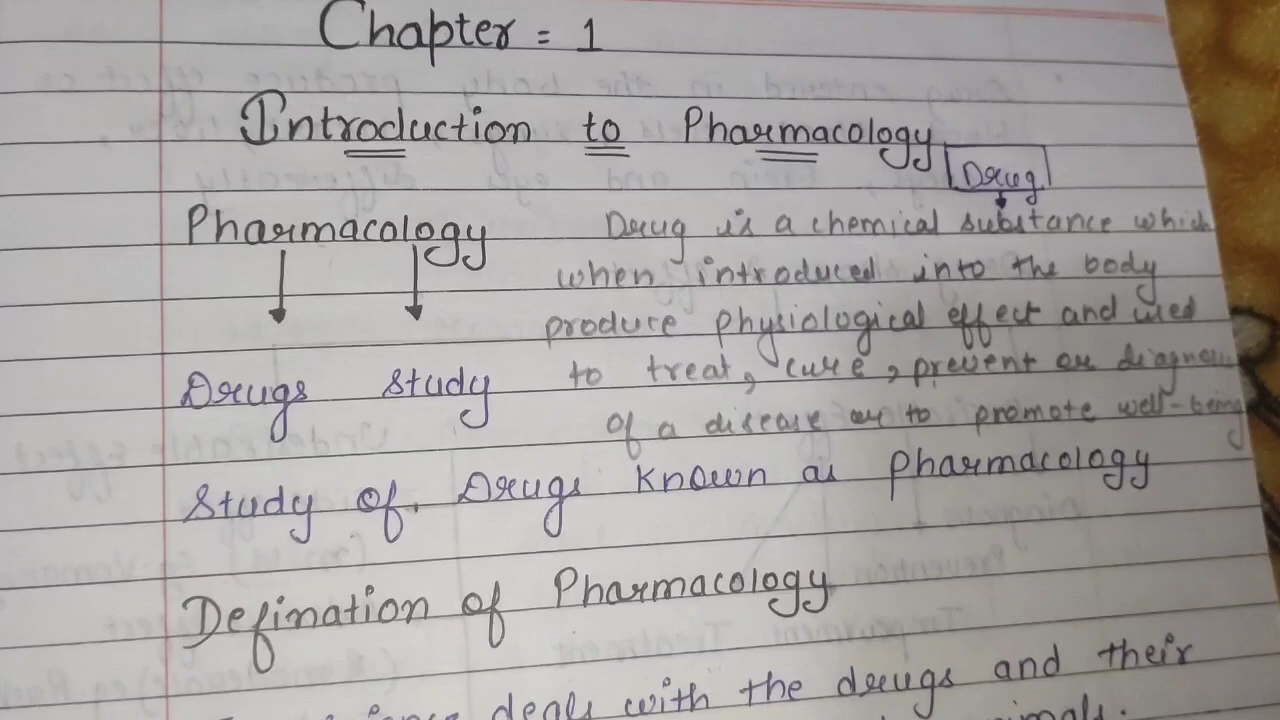 Chapter = 1
Introduction to Pharmacology
Drug
Pharmacology
Drug is a chemical substance which
when introduced into the body
produce physiological effect and used
to treat, cure, prevent or
of a disease or to promote well-being
Drugs Study
Study of Drugs known as pharmacology
Defination of Pharmacology
deals with the drugs and their